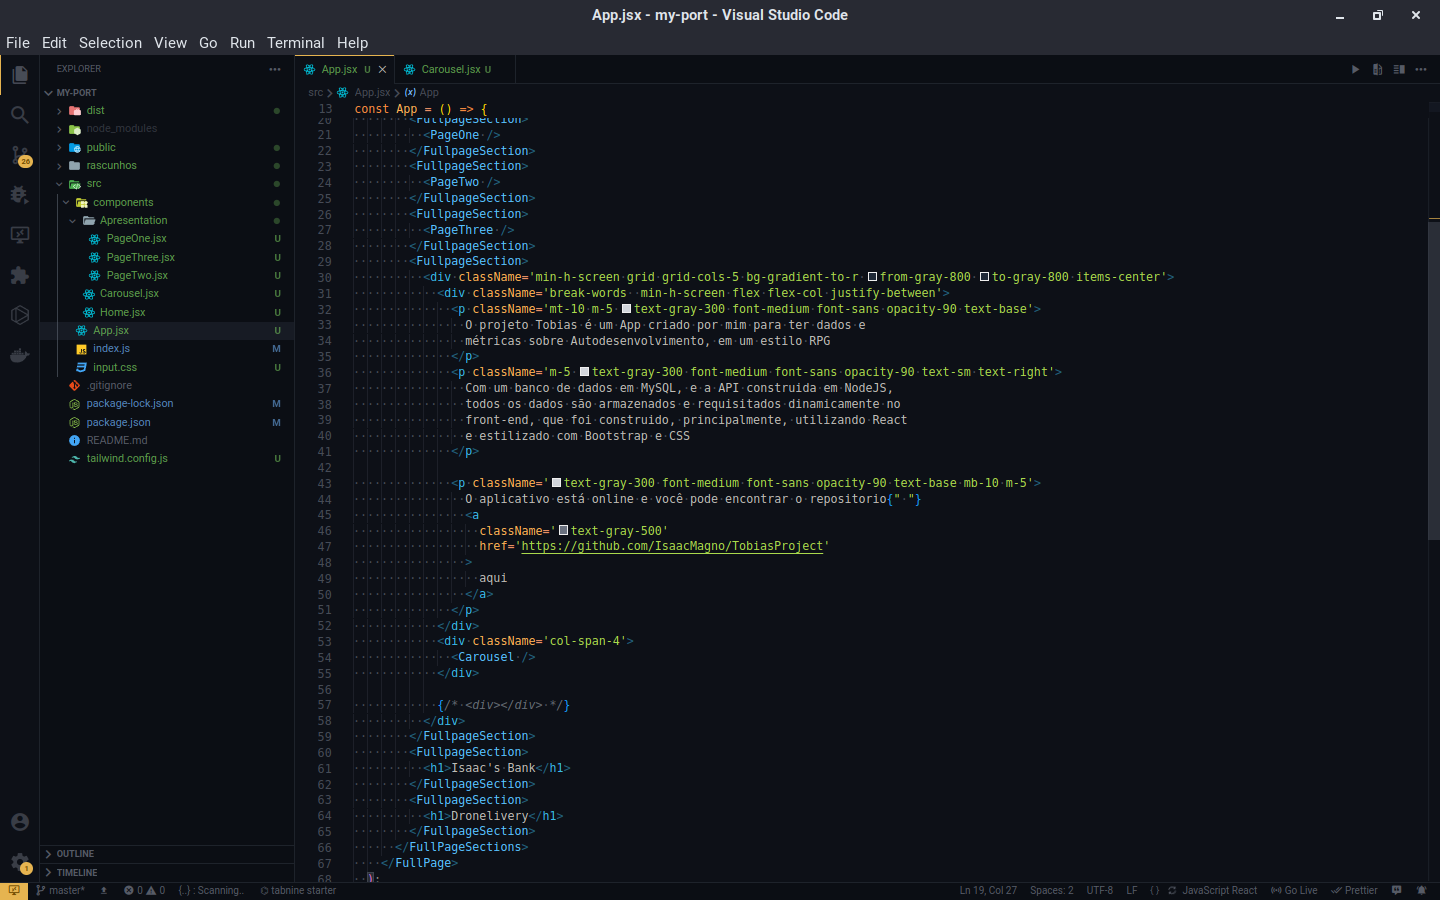 App.jsx - my-port - Visual Studio Code
File Edit Selection View Go Run Terminal Help
EXPLORER
MY-PORT
dist
node_modules
public
rascunhos
src
components
Apresentation
PageOne.jsx U
PageThree.jsx U
PageTwo.jsx U
Carousel.jsx U
Home.jsx U
App.jsx U
index.js M
input.css U
.gitignore
package-lock.json M
package.json M
README.md
tailwind.config.js U
OUTLINE
TIMELINE
26
1
App.jsx U Carousel.jsx U
src > App.jsx > App
13 const App = () => {
20 <FullpageSection>
21 <PageOne />
22 </FullpageSection>
23 <FullpageSection>
24 <PageTwo />
25 </FullpageSection>
26 <FullpageSection>
27 <PageThree />
28 </FullpageSection>
29 <FullpageSection>
30 <div className='min-h-screen grid grid-cols-5 bg-gradient-to-r from-gray-800 to-gray-800 items-center'>
31 <div className='break-words  min-h-screen flex flex-col justify-between'>
32 <p className='mt-10 m-5 text-gray-300 font-medium font-sans opacity-90 text-base'>
33 O projeto Tobias é um App criado por mim para ter dados e
34 métricas sobre Autodesenvolvimento, em um estilo RPG
35 </p>
36 <p className='m-5 text-gray-300 font-medium font-sans opacity-90 text-sm text-right'>
37 Com um banco de dados em MySQL, e a API construida em NodeJS,
38 todos os dados são armazenados e requisitados dinamicamente no
39 front-end, que foi construido, principalmente, utilizando React
40 e estilizado com Bootstrap e CSS
41 </p>
42
43 <p className='text-gray-300 font-medium font-sans opacity-90 text-base mb-10 m-5'>
44 O aplicativo está online e você pode encontrar o repositorio{" "}
45 <a
46 className='text-gray-500'
47 href='https://github.com/IsaacMagno/TobiasProject'
48 >
49 aqui
50 </a>
51 </p>
52 </div>
53 <div className='col-span-4'>
54 <Carousel />
55 </div>
56
57 {/* <div></div> */}
58 </div>
59 </FullpageSection>
60 <FullpageSection>
61 <h1>Isaac's Bank</h1>
62 </FullpageSection>
63 <FullpageSection>
64 <h1>Dronelivery</h1>
65 </FullpageSection>
66 </FullPageSections>
67 </FullPage>
68 );
master* 0 0 {..} : Scanning.. tabnine starter Ln 19, Col 27 Spaces: 2 UTF-8 LF {} JavaScript React Go Live Prettier